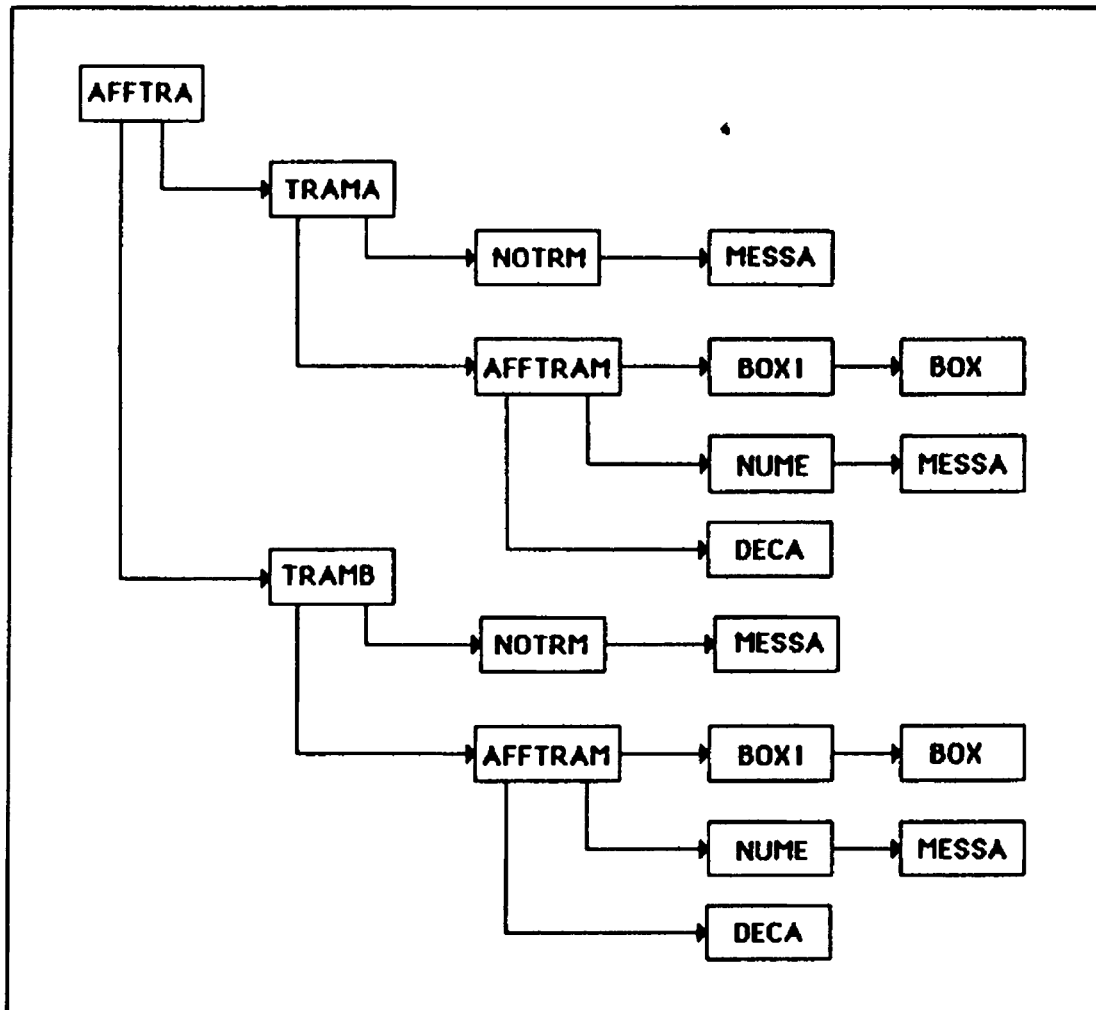 AFFTRA
TRAMA
NOTRM
MESSA
AFFTRAM
BOX1
BOX
NUME
MESSA
DECA
TRAMB
NOTRM
MESSA
AFFTRAM
BOX1
BOX
NUME
MESSA
DECA